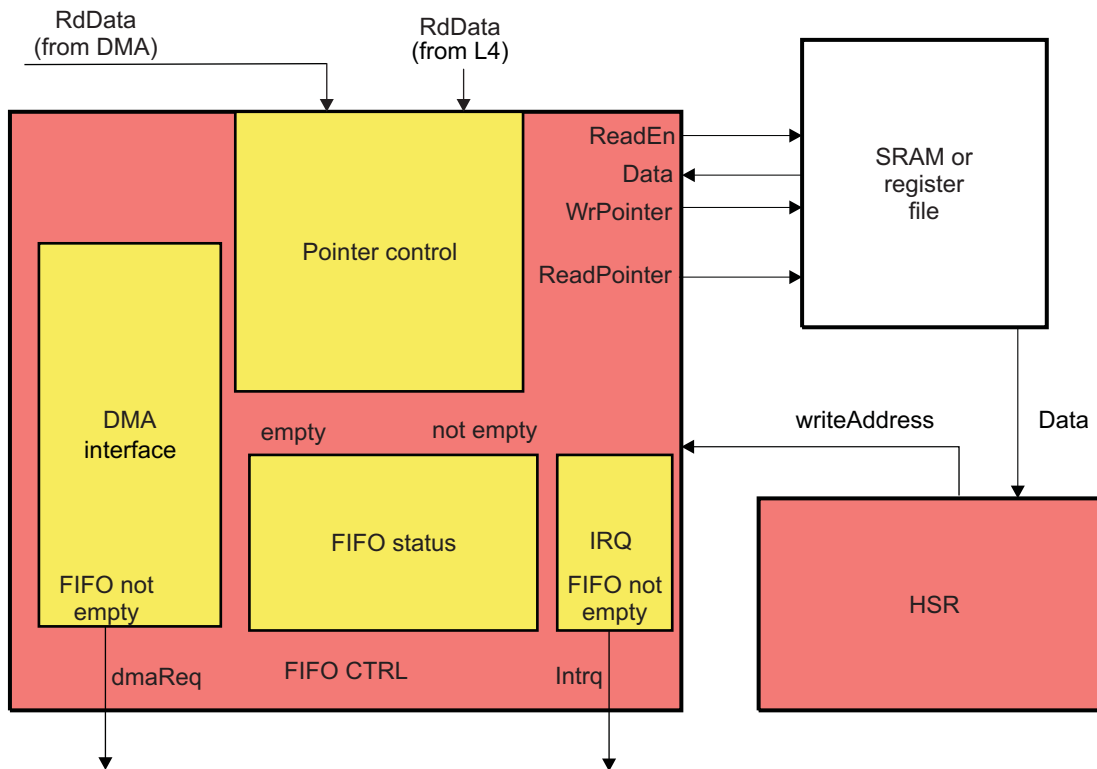 RdData
(from DMA)
RdData
(from L4)
ReadEn
Data
WrPointer
ReadPointer
SRAM or
register
file
Pointer control
DMA
interface
FIFO not
empty
empty
not empty
FIFO status
IRQ
FIFO not
empty
writeAddress
Data
HSR
dmaReq
FIFO CTRL
Intrq